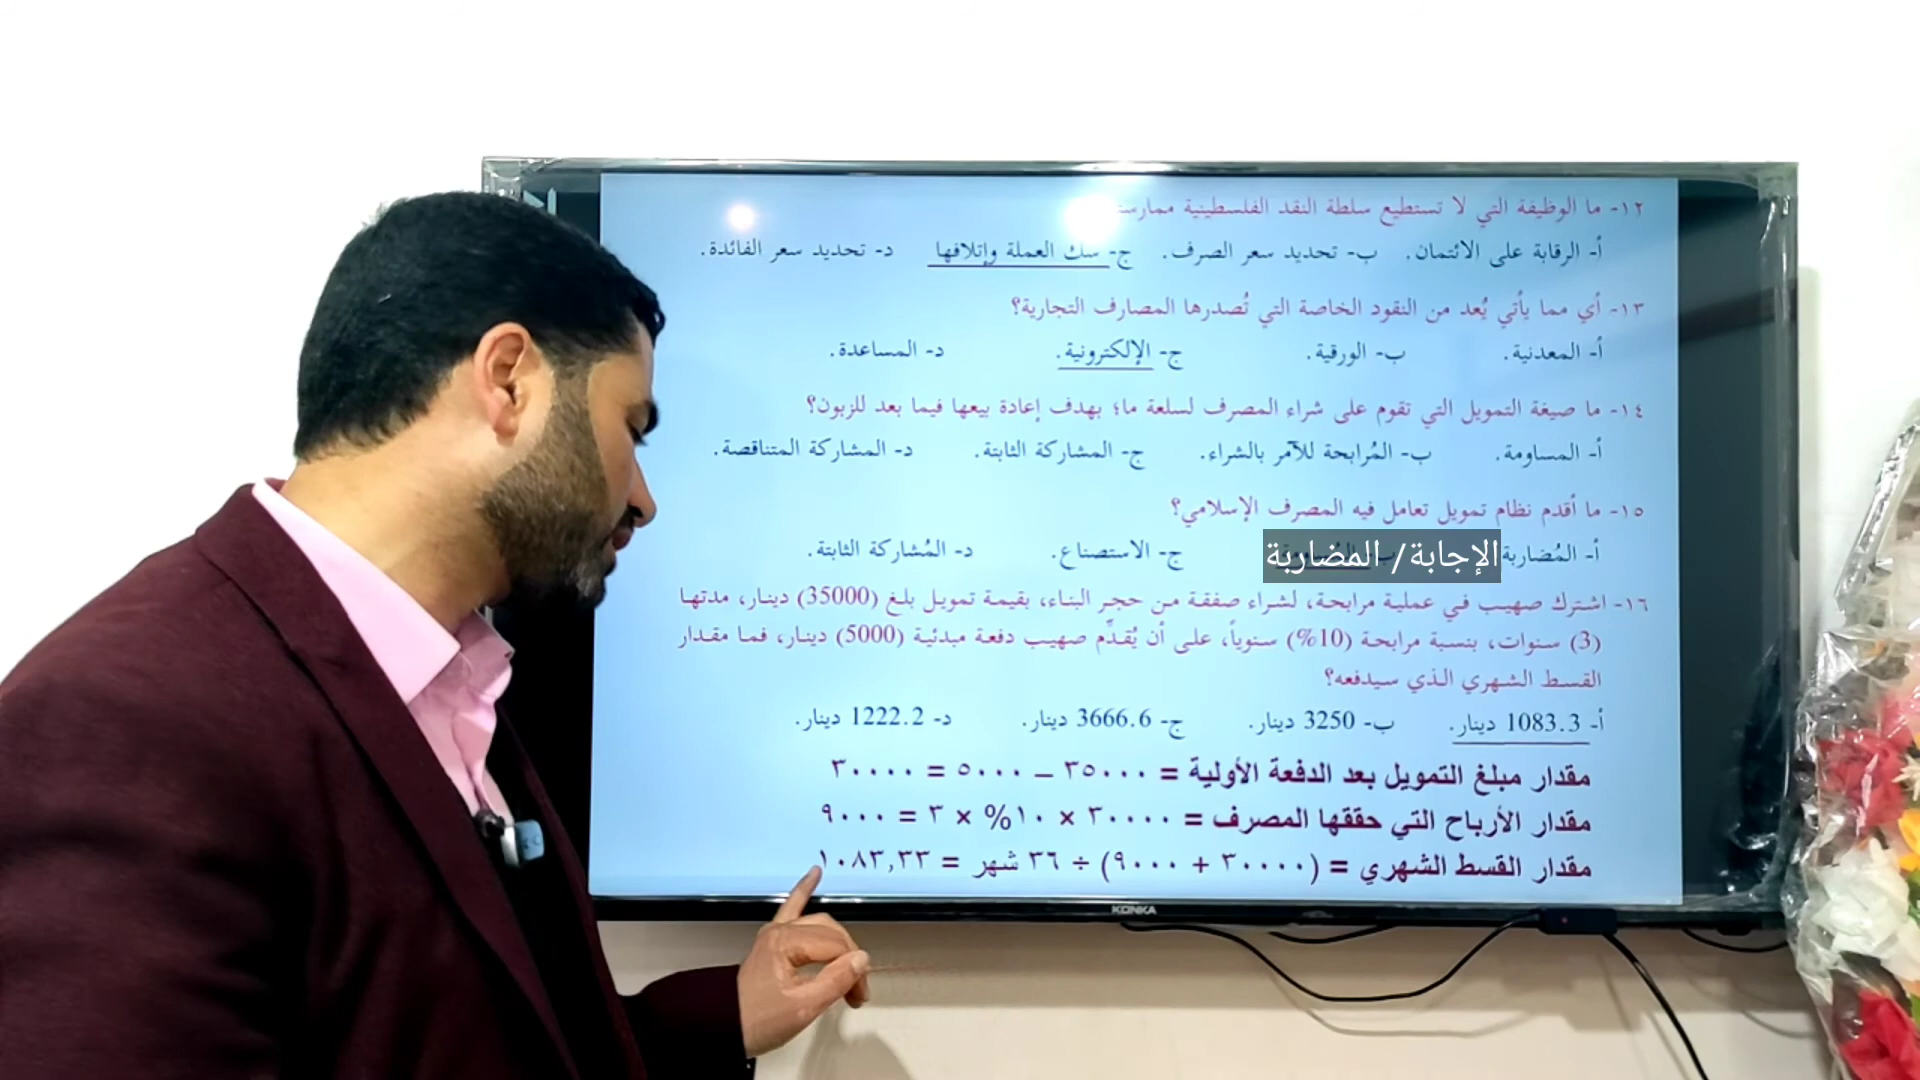 ١٢- ما الوظيفة التي لا تستطيع سلطة النقد الفلسطينية
أ- الرقابة على الائتمان. ب- تحديد سعر الصرف. ج- سك العملة وإتلافها د- تحديد سعر الفائدة.
١٣- أي مما يأتي يُعد من النقود الخاصة التي تُصدرها المصارف التجارية؟
أ- المعدنية. ب- الورقية. ج- الإلكترونية. د- المساعدة.
١٤- ما صيغة التمويل التي تقوم على شراء المصرف لسلعة ما؛ بهدف إعادة بيعها فيما بعد للزبون؟
أ- المساومة. ب- المُرابحة للآمر بالشراء. ج- المشاركة الثابتة. د- المشاركة المتناقصة.
١٥- ما أقدم نظام تمويل تعامل فيه المصرف الإسلامي؟
أ- المُضاربة ج- الاستصناع. د- المُشاركة الثابتة.
الإجابة/ المضاربة
١٦- اشترك صهيب في عملية مرابحة، لشراء صفقة من حجر البناء، بقيمة تمويل بلغ (35000) دينار، مدتها
(3) سنوات، بنسبة مرابحة (10%) سنوياً، على أن يُقدِّم صهيب دفعة مبدئية (5000) دينار، فما مقدار
القسط الشهري الذي سيدفعه؟
أ- 1083.3 دينار. ب- 3250 دينار. ج- 3666.6 دينار. د- 1222.2 دينار.
مقدار مبلغ التمويل بعد الدفعة الأولية = ٣٥٠٠٠ – ٥٠٠٠ = ٣٠٠٠٠
مقدار الأرباح التي حققها المصرف = ٣٠٠٠٠ × ١٠% × ٣ = ٩٠٠٠
مقدار القسط الشهري = (٣٠٠٠٠ + ٩٠٠٠) ÷ ٣٦ شهر = ١٠٨٣,٣٣
KONKA